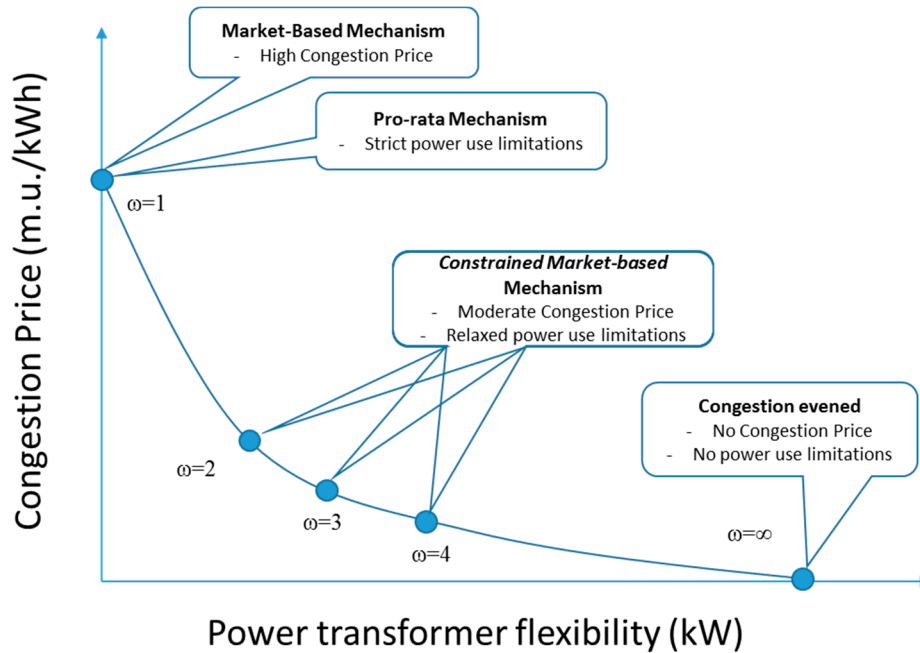 Market-Based Mechanism
- High Congestion Price
Pro-rata Mechanism
- Strict power use limitations
ω=1
Constrained Market-based
Mechanism
- Moderate Congestion Price
- Relaxed power use limitations
Congestion evened
- No Congestion Price
- No power use limitations
ω=2
ω=3
ω=4
ω=∞
Congestion Price (m.u./kWh)
Power transformer flexibility (kW)